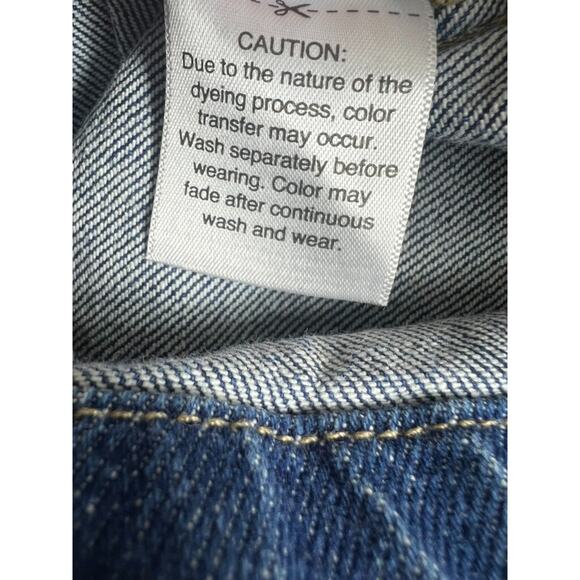 CAUTION:
Due to the nature of the
dyeing process, color
transfer may occur.
Wash separately before
wearing. Color may
fade after continuous
wash and wear.